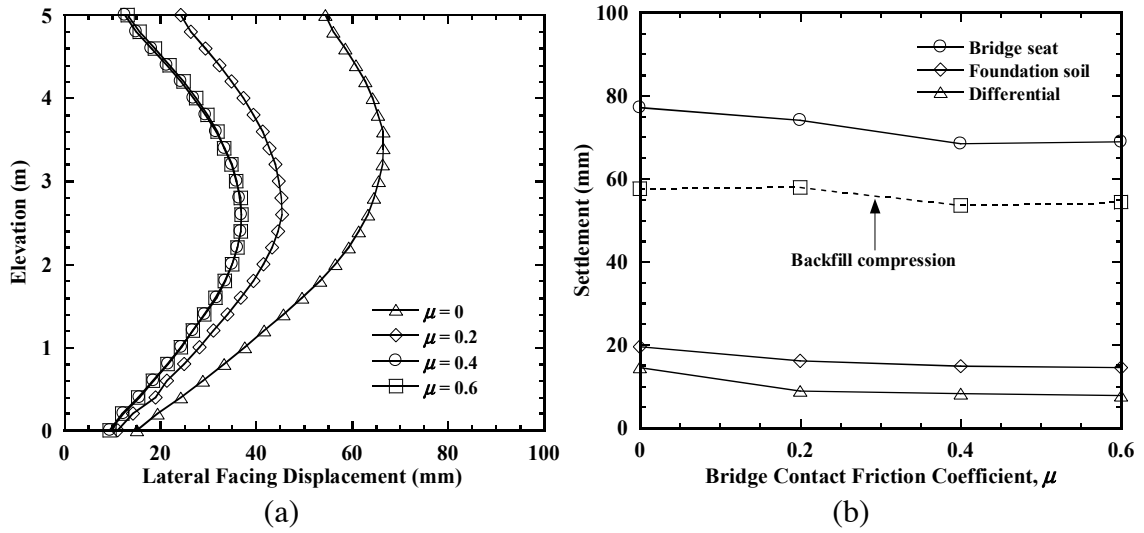 5
4
3
2
1
0
Elevation (m)
μ = 0
μ = 0.2
μ = 0.4
μ = 0.6
0 20 40 60 80 100
Lateral Facing Displacement (mm)
(a)
100
80
60
40
20
0
Settlement (mm)
Bridge seat
Foundation soil
Differential
Backfill compression
0 0.2 0.4 0.6
Bridge Contact Friction Coefficient, μ
(b)